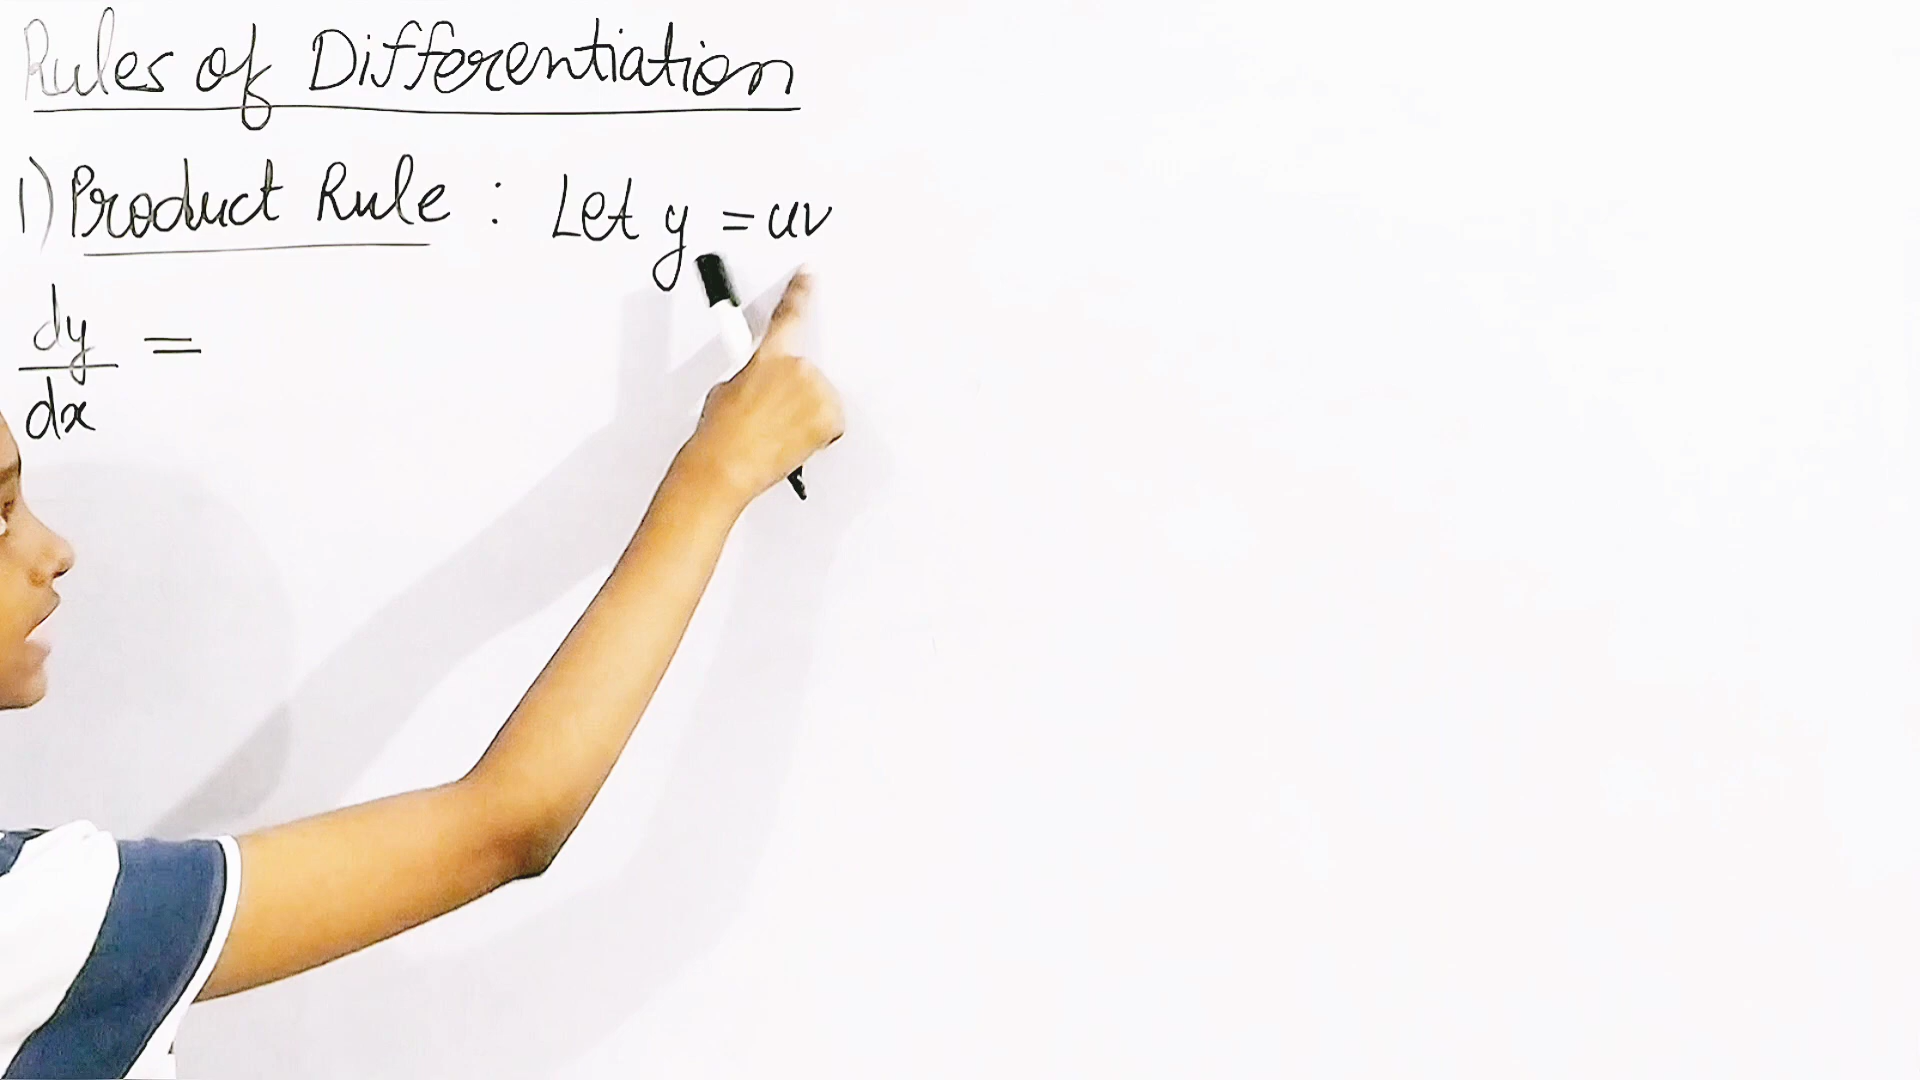 Rules of Differentiation
1) Product Rule : Let y = uv
dy/dx =